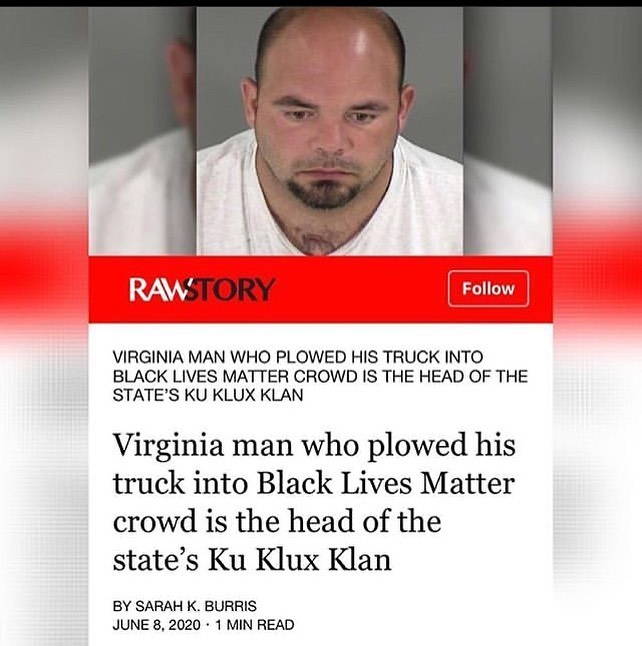 RAWSTORY
Follow
VIRGINIA MAN WHO PLOWED HIS TRUCK INTO
BLACK LIVES MATTER CROWD IS THE HEAD OF THE
STATE’S KU KLUX KLAN
Virginia man who plowed his
truck into Black Lives Matter
crowd is the head of the
state’s Ku Klux Klan
BY SARAH K. BURRIS
JUNE 8, 2020 · 1 MIN READ